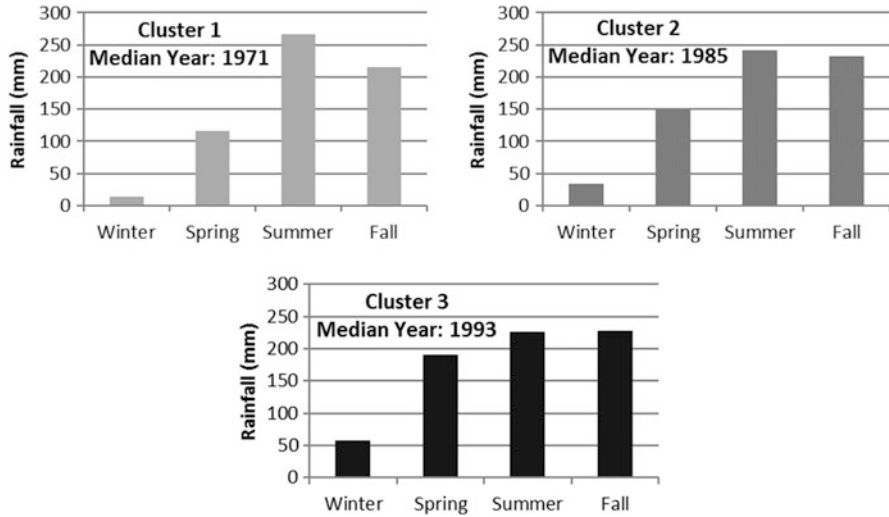 Cluster 1
Median Year: 1971
Rainfall (mm)
300
250
200
150
100
50
0
Winter Spring Summer Fall
Cluster 2
Median Year: 1985
Rainfall (mm)
300
250
200
150
100
50
0
Winter Spring Summer Fall
Cluster 3
Median Year: 1993
Rainfall (mm)
300
250
200
150
100
50
0
Winter Spring Summer Fall